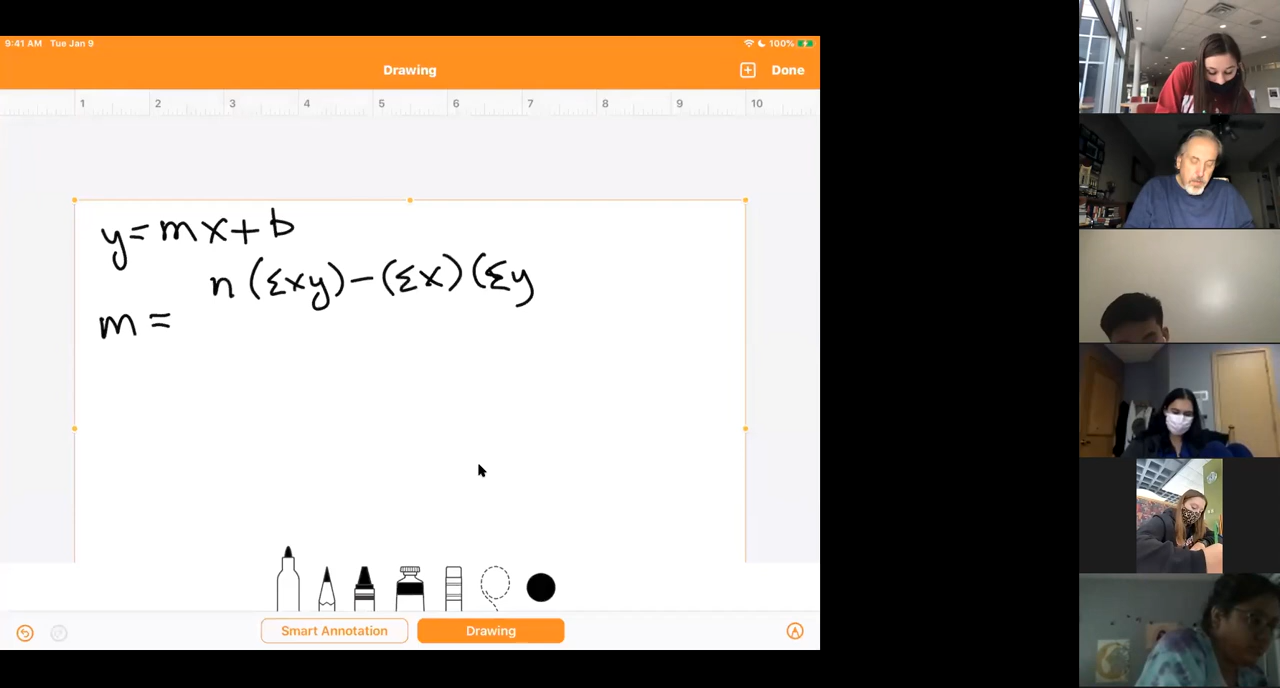 9:41 AM Tue Jan 9
100%
Drawing
Done
1 2 3 4 5 6 7 8 9 10
y = mx + b
n (Σxy) - (Σx) (Σy
m =
Smart Annotation
Drawing